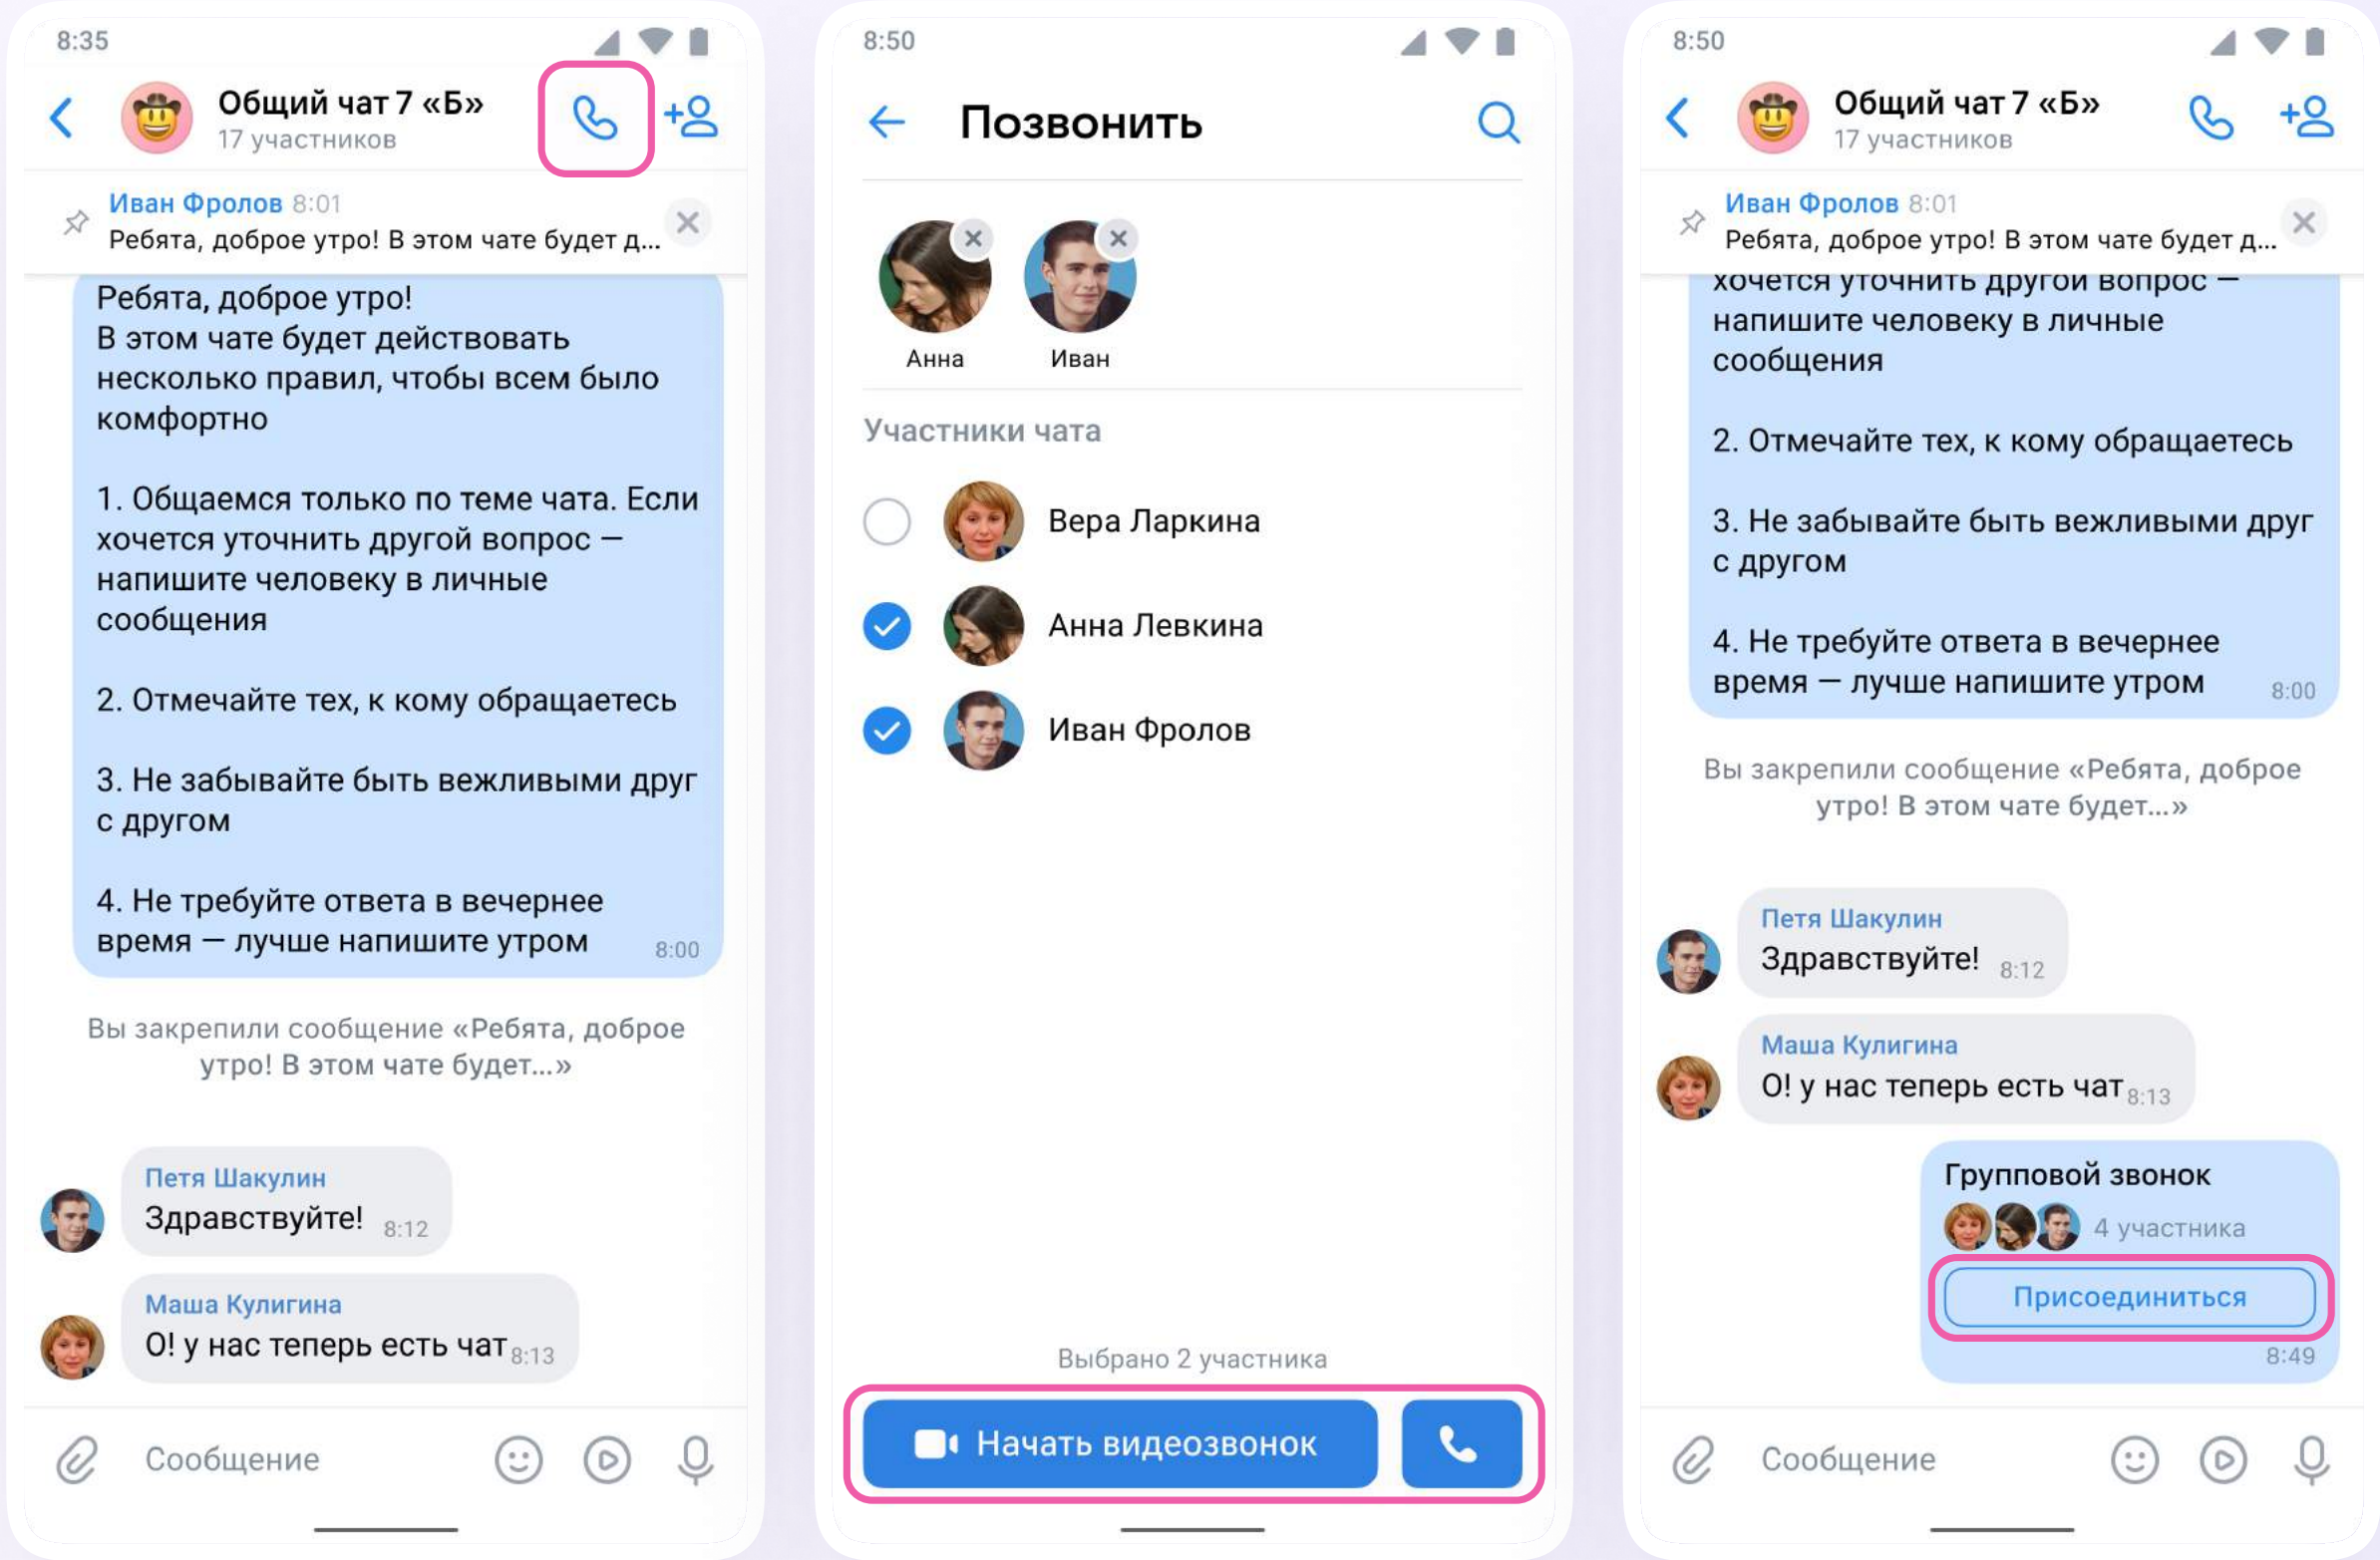 8:35
Общий чат 7 «Б»
17 участников
Иван Фролов 8:01
Ребята, доброе утро! В этом чате будет д...
Ребята, доброе утро!
В этом чате будет действовать
несколько правил, чтобы всем было
комфортно
1. Общаемся только по теме чата. Если
хочется уточнить другой вопрос —
напишите человеку в личные
сообщения
2. Отмечайте тех, к кому обращаетесь
3. Не забывайте быть вежливыми друг
с другом
4. Не требуйте ответа в вечернее
время — лучше напишите утром 8:00
Вы закрепили сообщение «Ребята, доброе
утро! В этом чате будет...»
Петя Шакулин
Здравствуйте! 8:12
Маша Кулигина
О! у нас теперь есть чат 8:13
Сообщение
8:50
Позвонить
Анна Иван
Участники чата
Вера Ларкина
Анна Левкина
Иван Фролов
Выбрано 2 участника
Начать видеозвонок
8:50
Общий чат 7 «Б»
17 участников
Иван Фролов 8:01
Ребята, доброе утро! В этом чате будет д...
хочется уточнить другой вопрос —
напишите человеку в личные
сообщения
2. Отмечайте тех, к кому обращаетесь
3. Не забывайте быть вежливыми друг
с другом
4. Не требуйте ответа в вечернее
время — лучше напишите утром 8:00
Вы закрепили сообщение «Ребята, доброе
утро! В этом чате будет...»
Петя Шакулин
Здравствуйте! 8:12
Маша Кулигина
О! у нас теперь есть чат 8:13
Групповой звонок
4 участника
Присоединиться
8:49
Сообщение